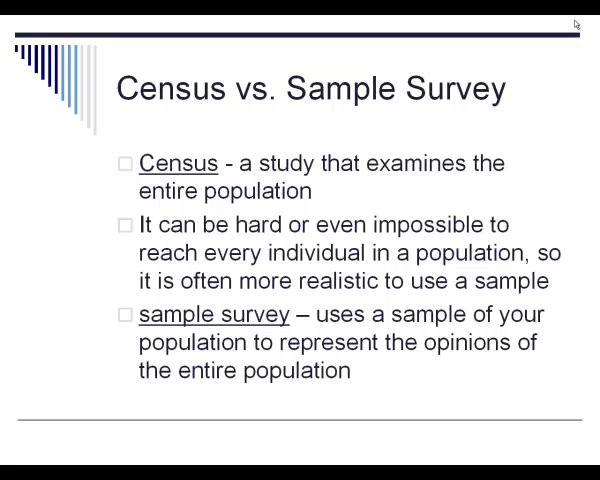 Census vs. Sample Survey
Census - a study that examines the
entire population
It can be hard or even impossible to
reach every individual in a population, so
it is often more realistic to use a sample
sample survey – uses a sample of your
population to represent the opinions of
the entire population